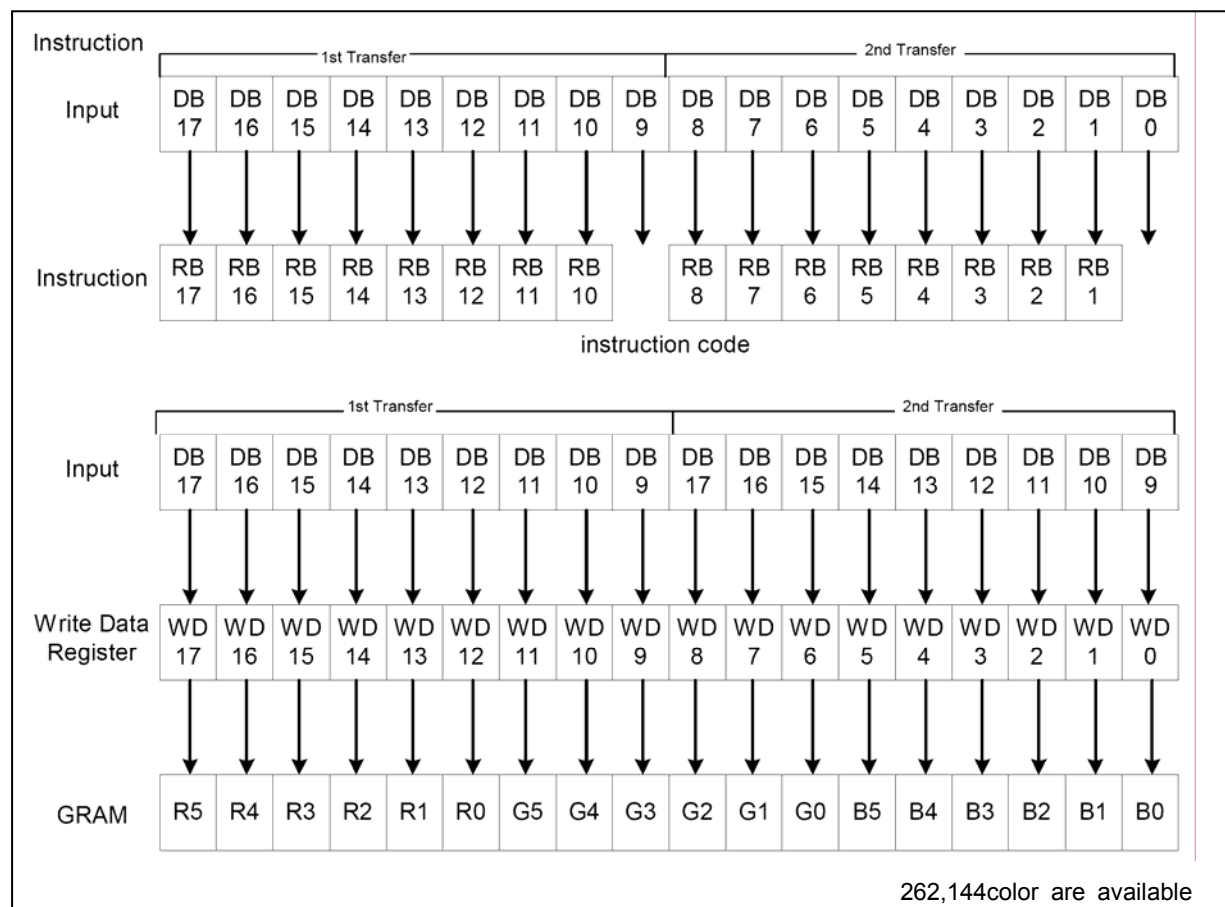 Instruction
1st Transfer 2nd Transfer
Input DB DB DB DB DB DB DB DB DB DB DB DB DB DB DB DB DB DB
17 16 15 14 13 12 11 10 9 8 7 6 5 4 3 2 1 0
Instruction RB RB RB RB RB RB RB RB RB RB RB RB RB RB RB RB
17 16 15 14 13 12 11 10 8 7 6 5 4 3 2 1
instruction code
1st Transfer 2nd Transfer
Input DB DB DB DB DB DB DB DB DB DB DB DB DB DB DB DB DB DB
17 16 15 14 13 12 11 10 9 17 16 15 14 13 12 11 10 9
Write Data WD WD WD WD WD WD WD WD WD WD WD WD WD WD WD WD WD WD
Register 17 16 15 14 13 12 11 10 9 8 7 6 5 4 3 2 1 0
GRAM R5 R4 R3 R2 R1 R0 G5 G4 G3 G2 G1 G0 B5 B4 B3 B2 B1 B0
262,144color are available